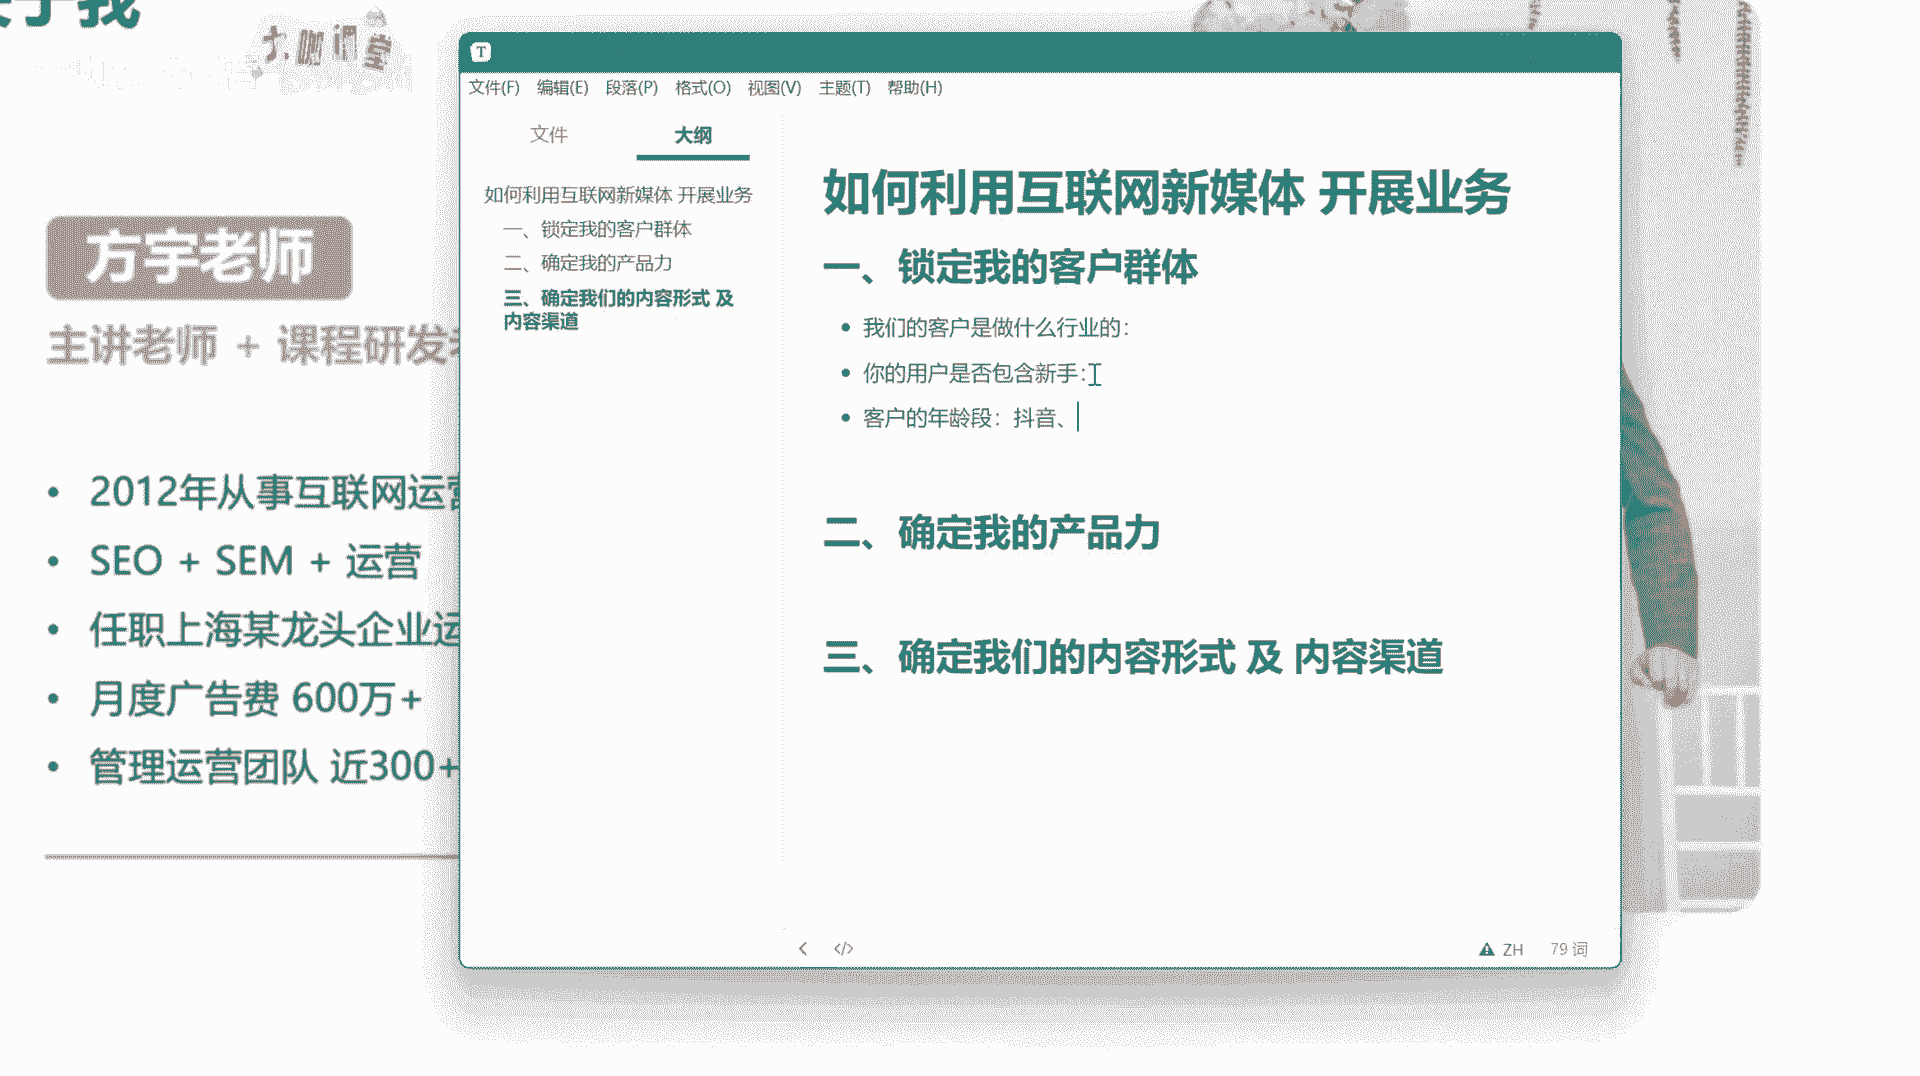 于我
大咖课堂
方宇老师
主讲老师 + 课程研发
• 2012年从事互联网运营
• SEO + SEM + 运营
• 任职上海某龙头企业运
• 月度广告费 600万+
• 管理运营团队 近300+
T
文件(F) 编辑(E) 段落(P) 格式(O) 视图(V) 主题(T) 帮助(H)
文件 大纲
如何利用互联网新媒体 开展业务
一、锁定我的客户群体
二、确定我的产品力
三、确定我们的内容形式 及
内容渠道
如何利用互联网新媒体 开展业务
一、锁定我的客户群体
• 我们的客户是做什么行业的：
• 你的用户是否包含新手：
• 客户的年龄段：抖音、
二、确定我的产品力
三、确定我们的内容形式 及 内容渠道
ZH 79 词